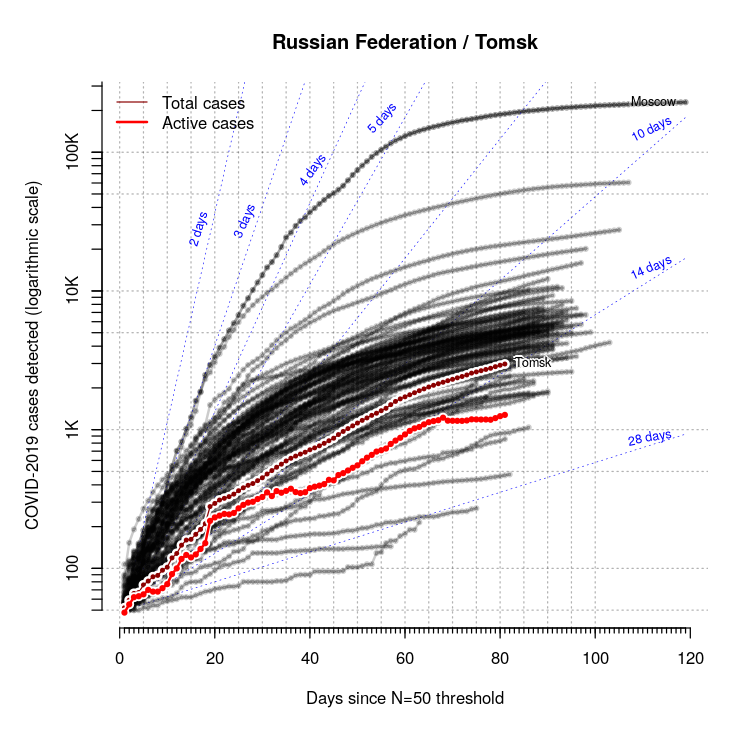 Russian Federation / Tomsk
Total cases
Active cases
Moscow
2 days
3 days
4 days
5 days
10 days
14 days
28 days
Tomsk
COVID-2019 cases detected (logarithmic scale)
100K
10K
1K
100
0
20
40
60
80
100
120
Days since N=50 threshold